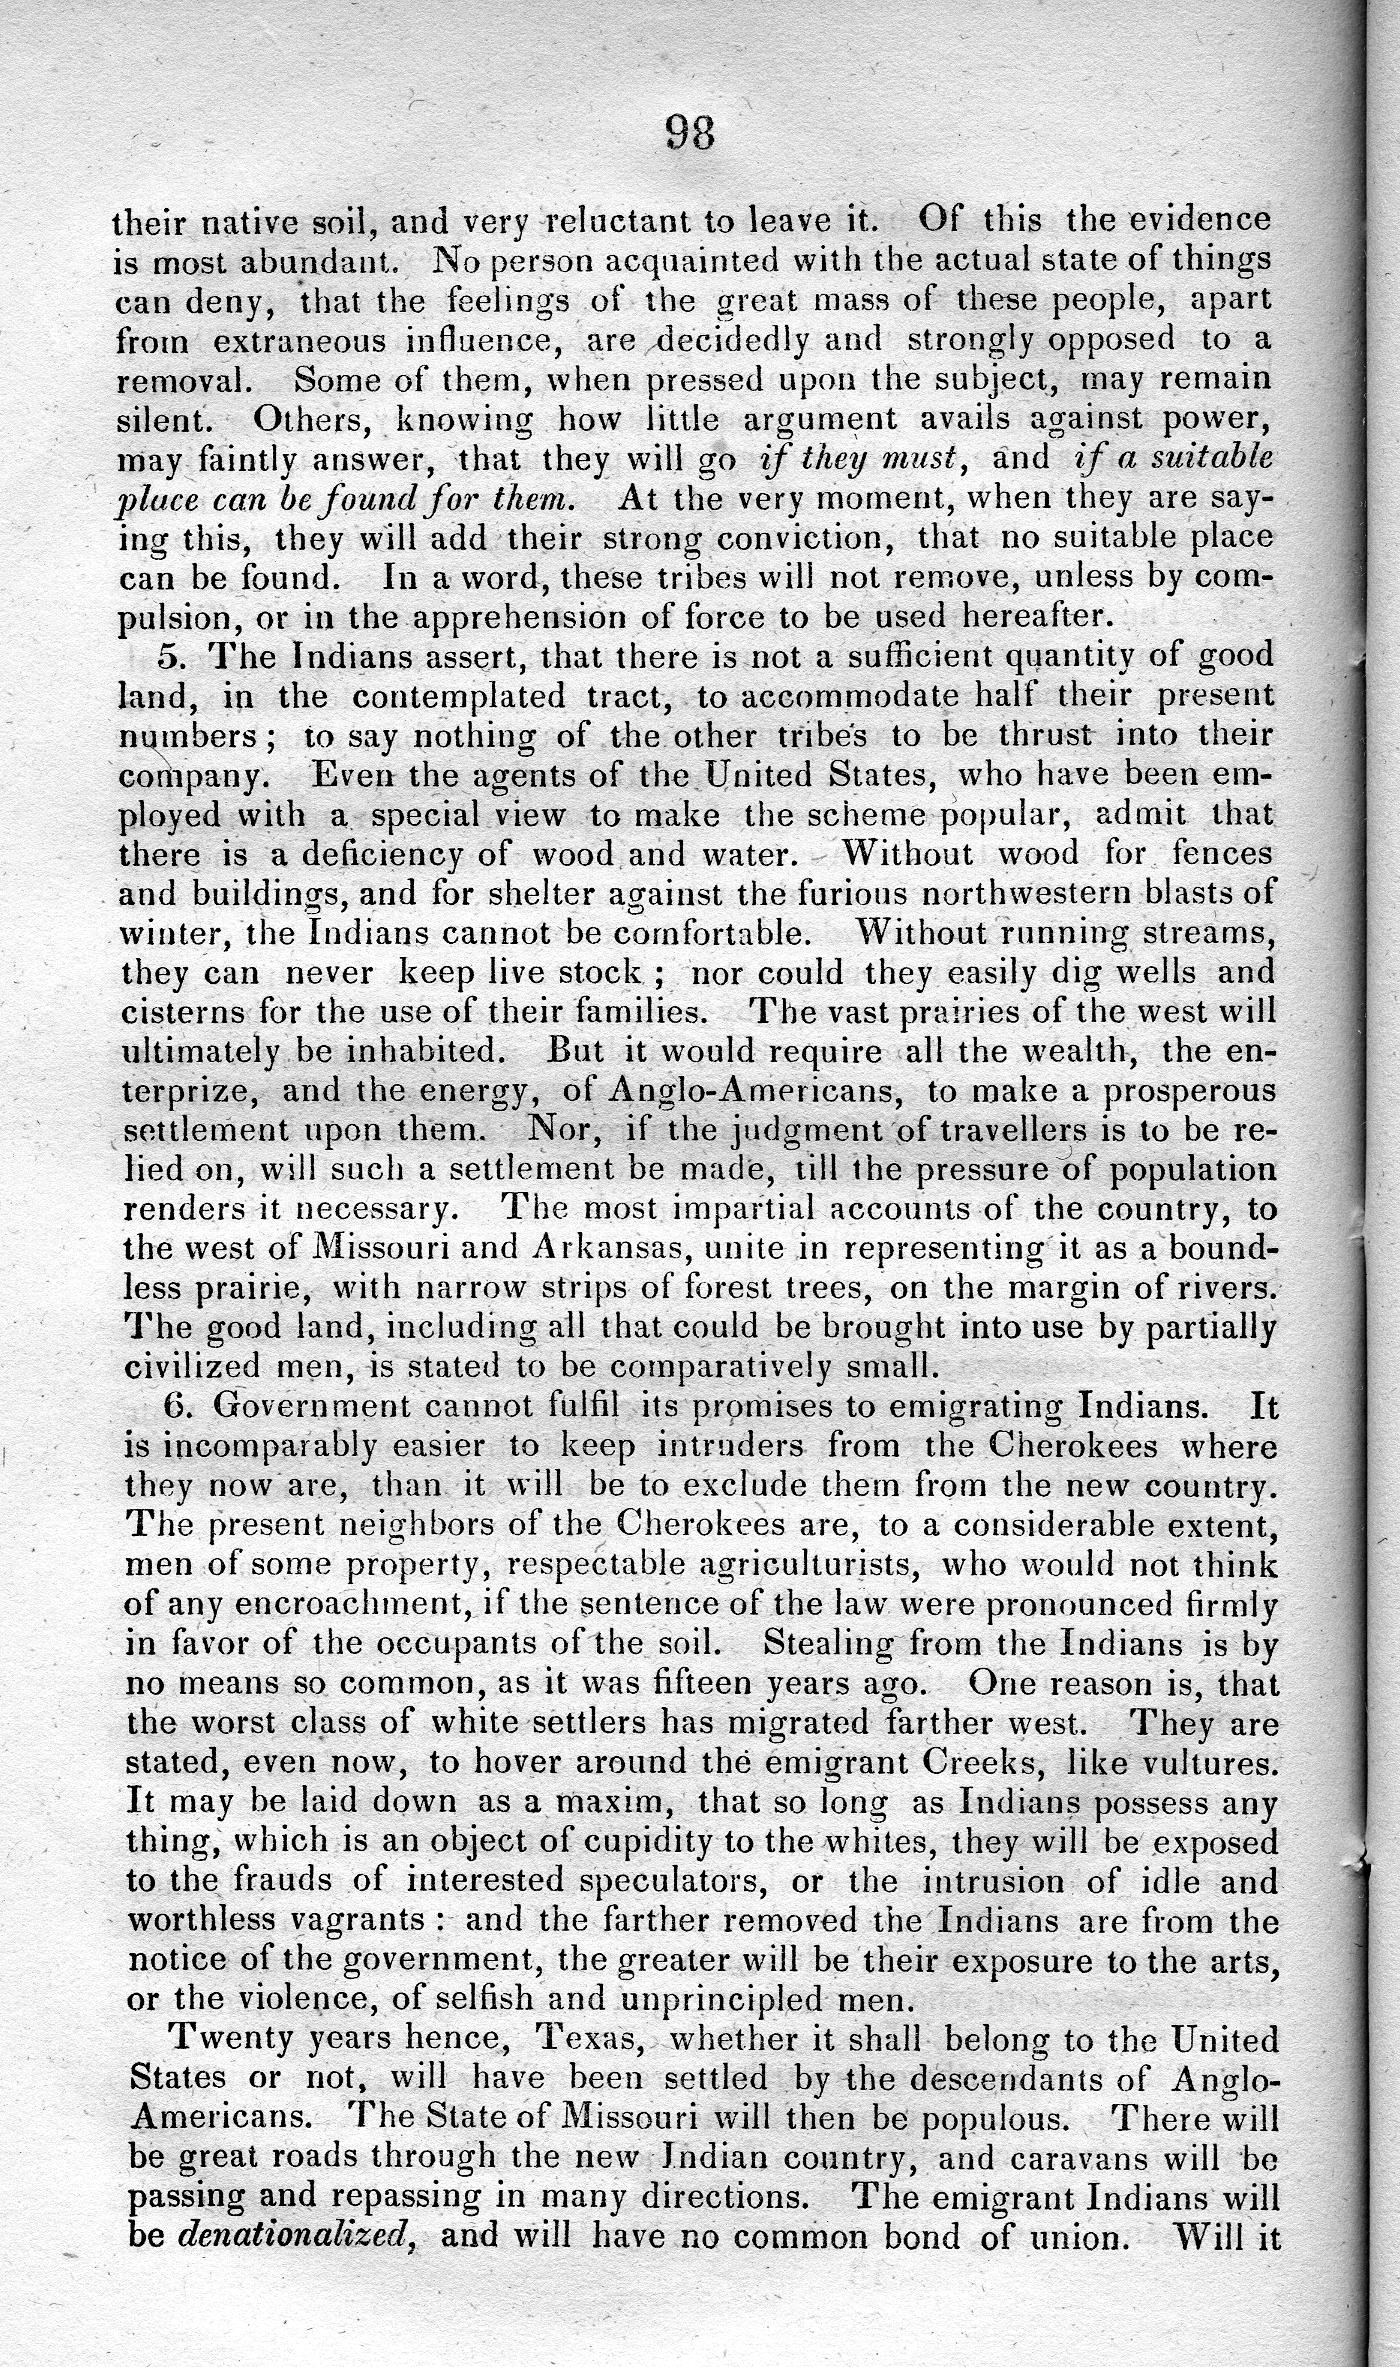 98
their native soil, and very reluctant to leave it. Of this the evidence
is most abundant. No person acquainted with the actual state of things
can deny, that the feelings of the great mass of these people, apart
from extraneous influence, are decidedly and strongly opposed to a
removal. Some of them, when pressed upon the subject, may remain
silent. Others, knowing how little argument avails against power,
may faintly answer, that they will go if they must, and if a suitable
place can be found for them. At the very moment, when they are say-
ing this, they will add their strong conviction, that no suitable place
can be found. In a word, these tribes will not remove, unless by com-
pulsion, or in the apprehension of force to be used hereafter.
5. The Indians assert, that there is not a sufficient quantity of good
land, in the contemplated tract, to accommodate half their present
numbers; to say nothing of the other tribes to be thrust into their
company. Even the agents of the United States, who have been em-
ployed with a special view to make the scheme popular, admit that
there is a deficiency of wood and water. Without wood for fences
and buildings, and for shelter against the furious northwestern blasts of
winter, the Indians cannot be comfortable. Without running streams,
they can never keep live stock; nor could they easily dig wells and
cisterns for the use of their families. The vast prairies of the west will
ultimately be inhabited. But it would require all the wealth, the en-
terprize, and the energy, of Anglo-Americans, to make a prosperous
settlement upon them. Nor, if the judgment of travellers is to be re-
lied on, will such a settlement be made, till the pressure of population
renders it necessary. The most impartial accounts of the country, to
the west of Missouri and Arkansas, unite in representing it as a bound-
less prairie, with narrow strips of forest trees, on the margin of rivers.
The good land, including all that could be brought into use by partially
civilized men, is stated to be comparatively small.
6. Government cannot fulfil its promises to emigrating Indians. It
is incomparably easier to keep intruders from the Cherokees where
they now are, than it will be to exclude them from the new country.
The present neighbors of the Cherokees are, to a considerable extent,
men of some property, respectable agriculturists, who would not think
of any encroachment, if the sentence of the law were pronounced firmly
in favor of the occupants of the soil. Stealing from the Indians is by
no means so common, as it was fifteen years ago. One reason is, that
the worst class of white settlers has migrated farther west. They are
stated, even now, to hover around the emigrant Creeks, like vultures.
It may be laid down as a maxim, that so long as Indians possess any
thing, which is an object of cupidity to the whites, they will be exposed
to the frauds of interested speculators, or the intrusion of idle and
worthless vagrants: and the farther removed the Indians are from the
notice of the government, the greater will be their exposure to the arts,
or the violence, of selfish and unprincipled men.
Twenty years hence, Texas, whether it shall belong to the United
States or not, will have been settled by the descendants of Anglo-
Americans. The State of Missouri will then be populous. There will
be great roads through the new Indian country, and caravans will be
passing and repassing in many directions. The emigrant Indians will
be denationalized, and will have no common bond of union. Will it